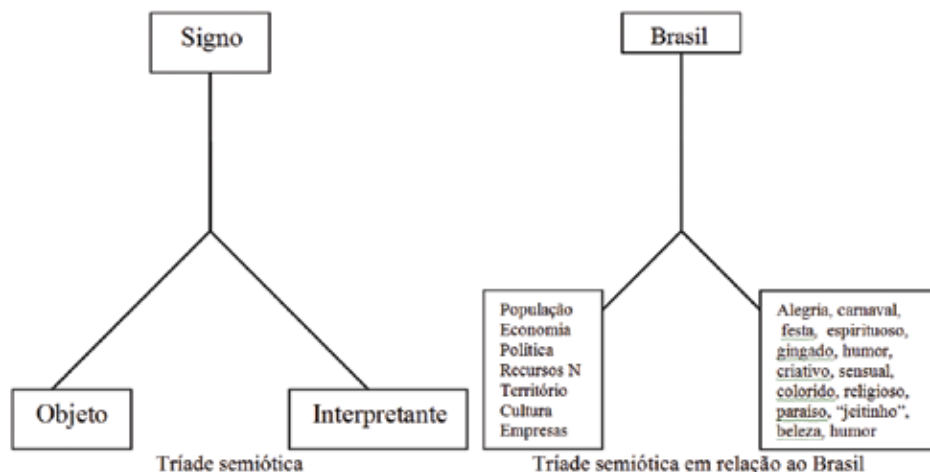 Signo
Objeto
Interpretante
Tríade semiótica
Brasil
População
Economia
Política
Recursos N
Território
Cultura
Empresas
Alegria, carnaval,
festa, espirituoso,
gingado, humor,
criativo, sensual,
colorido, religioso,
paraíso, “jeitinho”,
beleza, humor
Tríade semiótica em relação ao Brasil